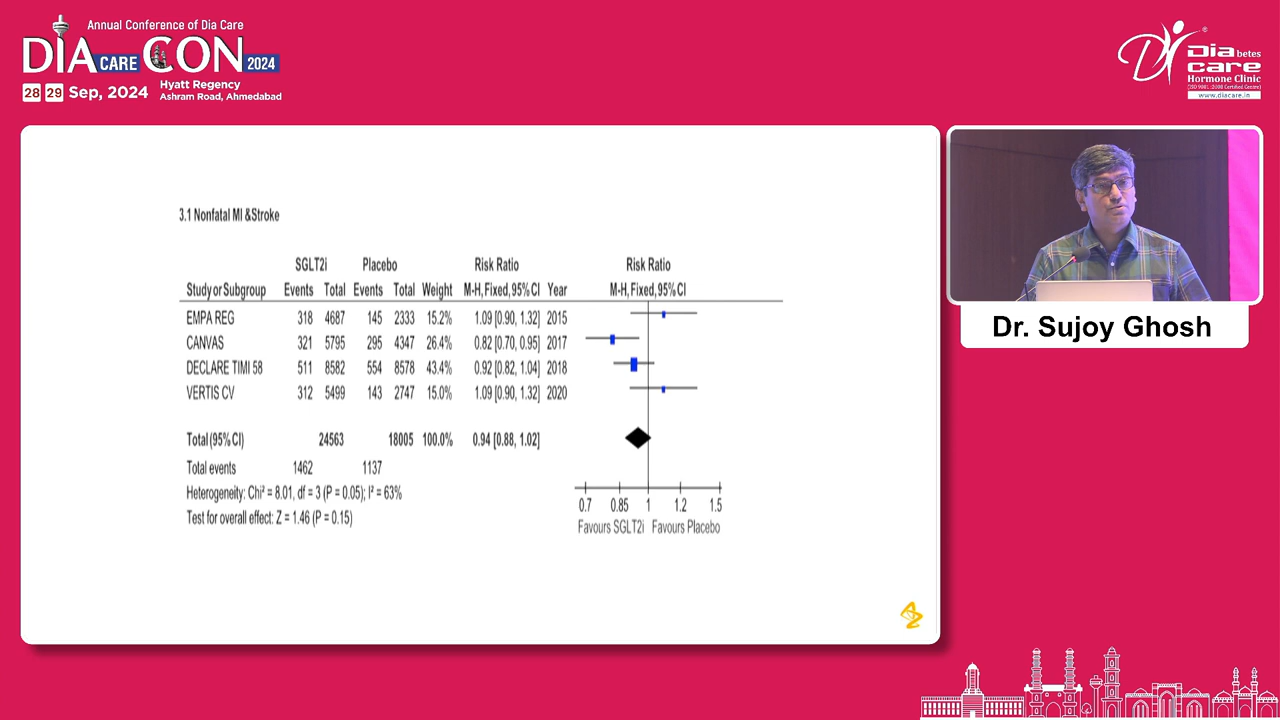 Annual Conference of Dia Care
DIA CARE CON 2024
28 29 Sep, 2024
Hyatt Regency
Ashram Road, Ahmedabad
Diabetes
care
Hormone Clinic
www.diacare.in
3.1 Nonfatal MI &Stroke
SGLT2i Placebo Risk Ratio Risk Ratio
Study or Subgroup Events Total Events Total Weight M-H, Fixed, 95% CI Year M-H, Fixed, 95% CI
EMPA REG 318 4687 145 2333 15.2% 1.09 [0.90, 1.32] 2015
CANVAS 321 5795 295 4347 26.4% 0.82 [0.70, 0.95] 2017
DECLARE TIMI 58 511 8582 554 8578 43.4% 0.92 [0.82, 1.04] 2018
VERTIS CV 312 5499 143 2747 15.0% 1.09 [0.90, 1.32] 2020
Total (95% CI) 24563 18005 100.0% 0.94 [0.88, 1.02]
Total events 1462 1137
Heterogeneity: Chi² = 8.01, df = 3 (P = 0.05); I² = 63%
Test for overall effect: Z = 1.46 (P = 0.15)
0.7 0.85 1 1.2 1.5
Favours SGLT2i Favours Placebo
Dr. Sujoy Ghosh